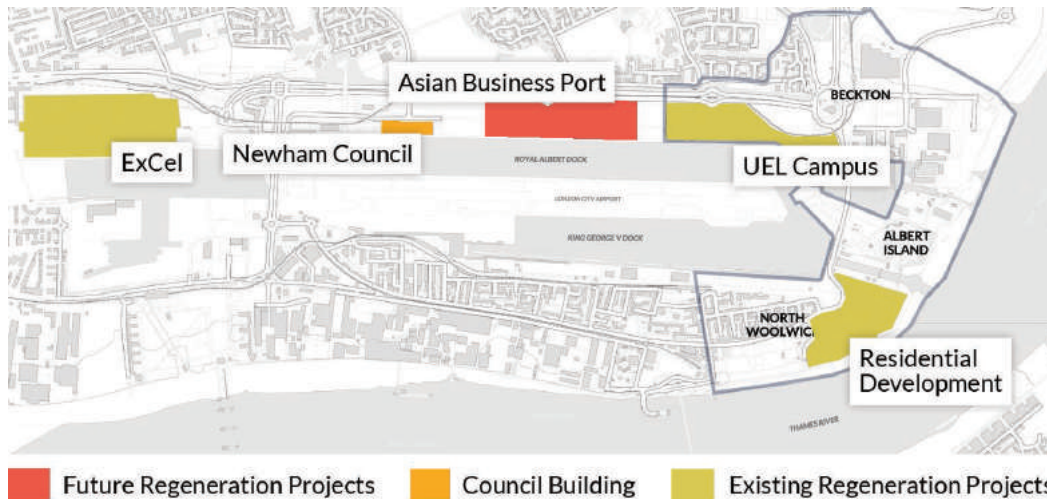 Asian Business Port
BECKTON
ExCel
Newham Council
ROYAL ALBERT DOCK
UEL Campus
LONDON CITY AIRPORT
KING GEORGE V DOCK
ALBERT
ISLAND
NORTH
WOOLWIC
Residential
Development
THAMES RIVER
Future Regeneration Projects
Council Building
Existing Regeneration Projects